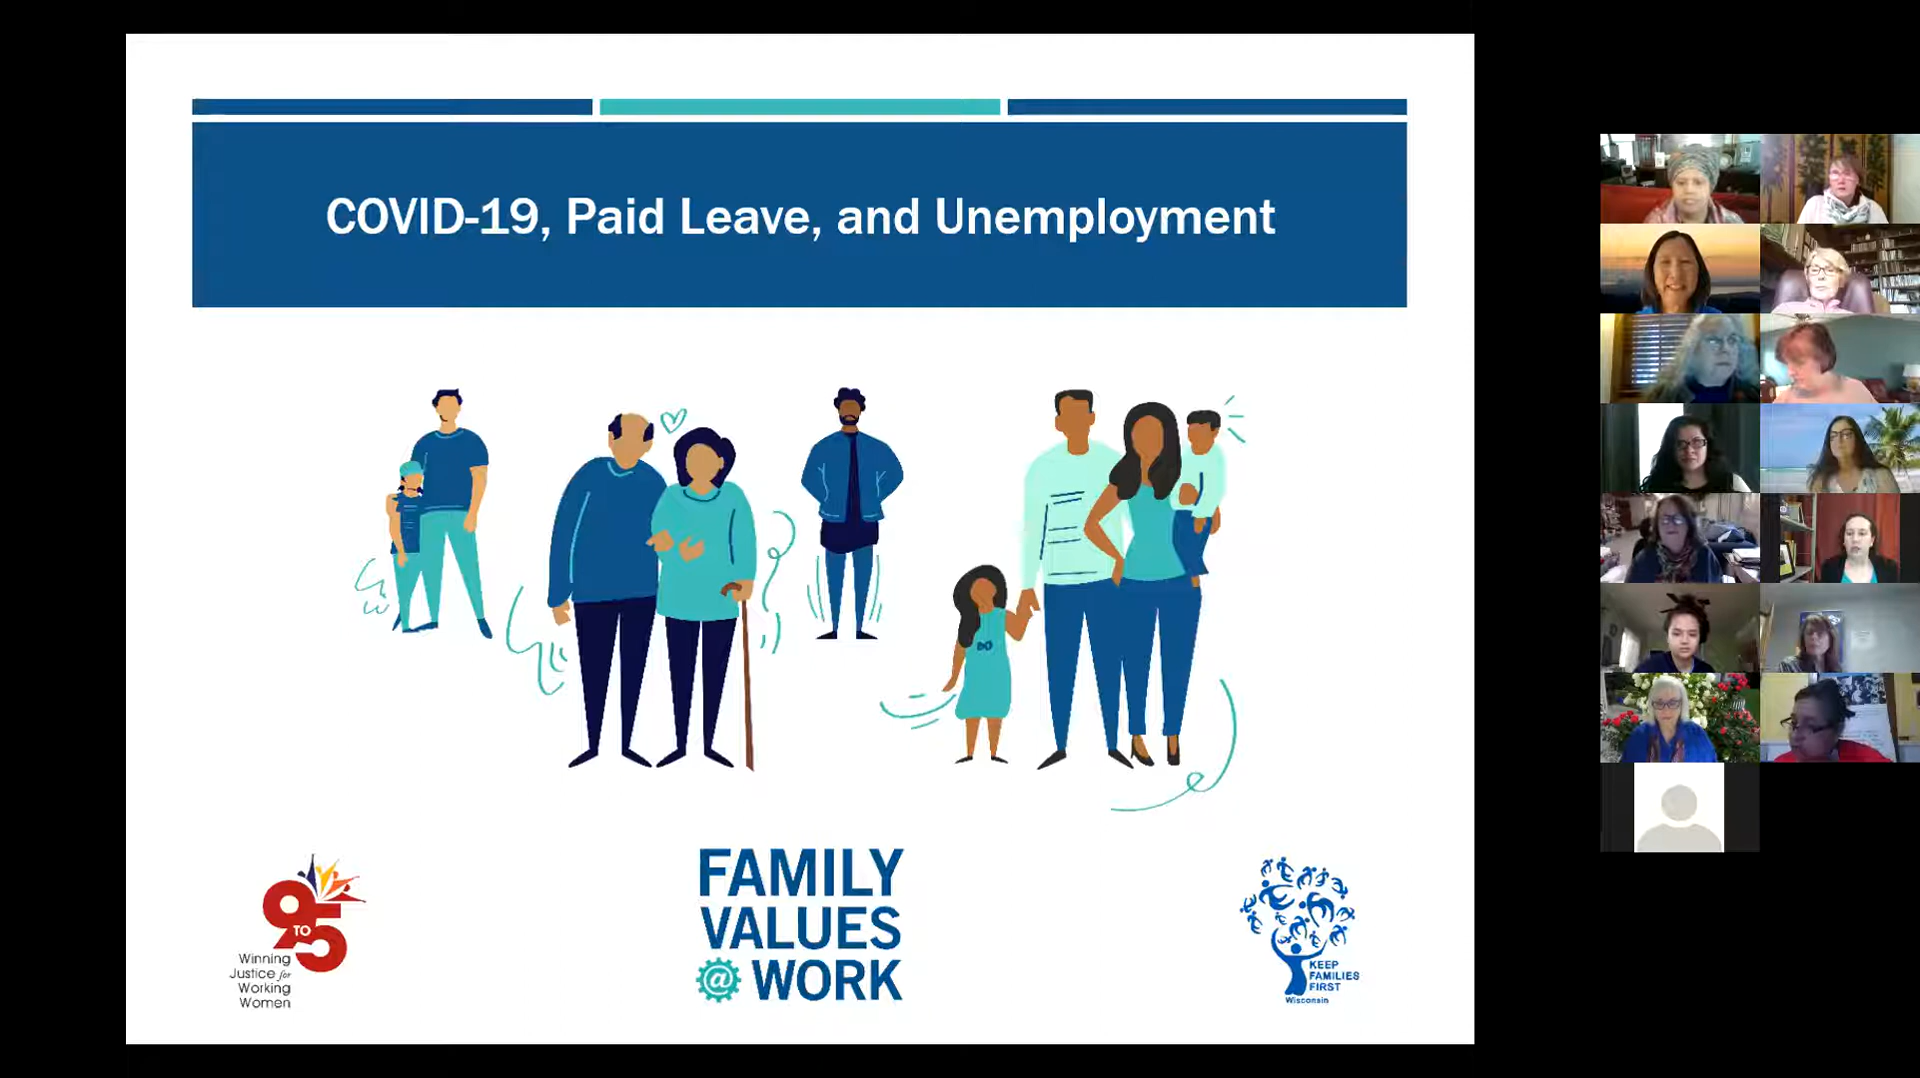 COVID-19, Paid Leave, and Unemployment
9
TO
5
Winning
Justice for
Working
Women
FAMILY
VALUES
@ WORK
KEEP
FAMILIES
FIRST
Wisconsin